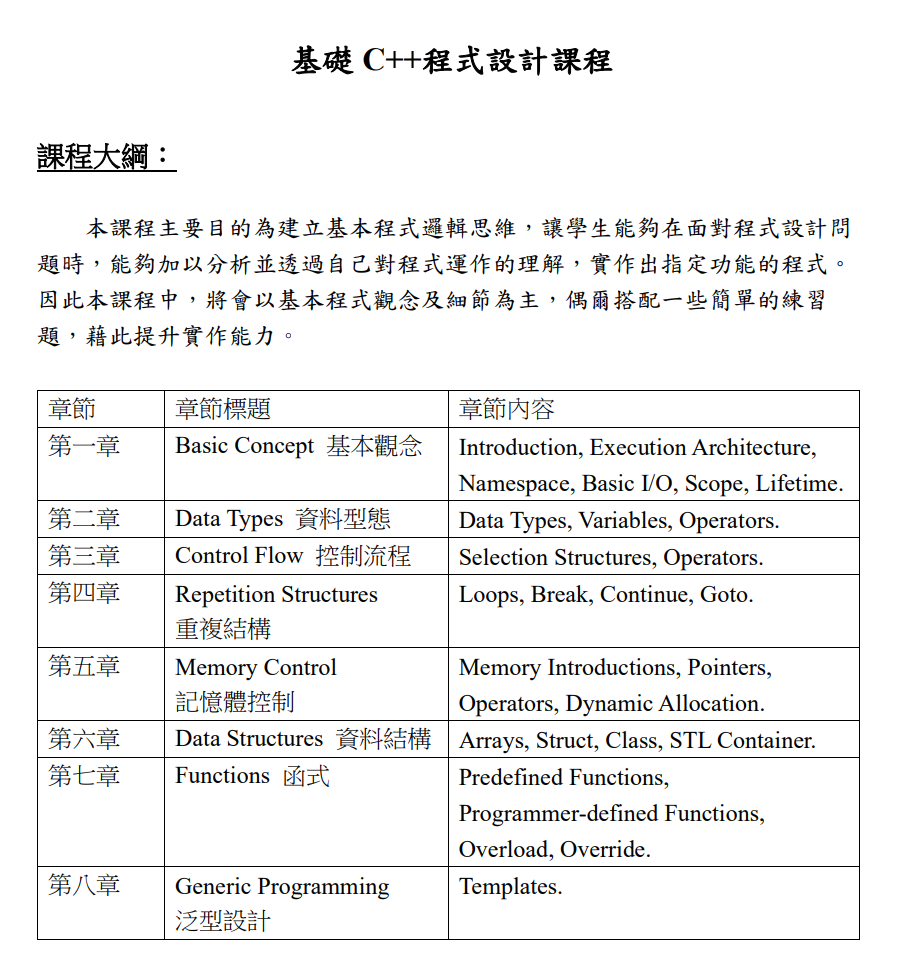 基礎 C++程式設計課程
課程大綱：
本課程主要目的為建立基本程式邏輯思維，讓學生能夠在面對程式設計問
題時，能夠加以分析並透過自己對程式運作的理解，實作出指定功能的程式。
因此本課程中，將會以基本程式觀念及細節為主，偶爾搭配一些簡單的練習
題，藉此提升實作能力。
章節 章節標題 章節內容
第一章 Basic Concept 基本觀念 Introduction, Execution Architecture,
Namespace, Basic I/O, Scope, Lifetime.
第二章 Data Types 資料型態 Data Types, Variables, Operators.
第三章 Control Flow 控制流程 Selection Structures, Operators.
第四章 Repetition Structures Loops, Break, Continue, Goto.
重複結構
第五章 Memory Control Memory Introductions, Pointers,
記憶體控制 Operators, Dynamic Allocation.
第六章 Data Structures 資料結構 Arrays, Struct, Class, STL Container.
第七章 Functions 函式 Predefined Functions,
Programmer-defined Functions,
Overload, Override.
第八章 Generic Programming Templates.
泛型設計